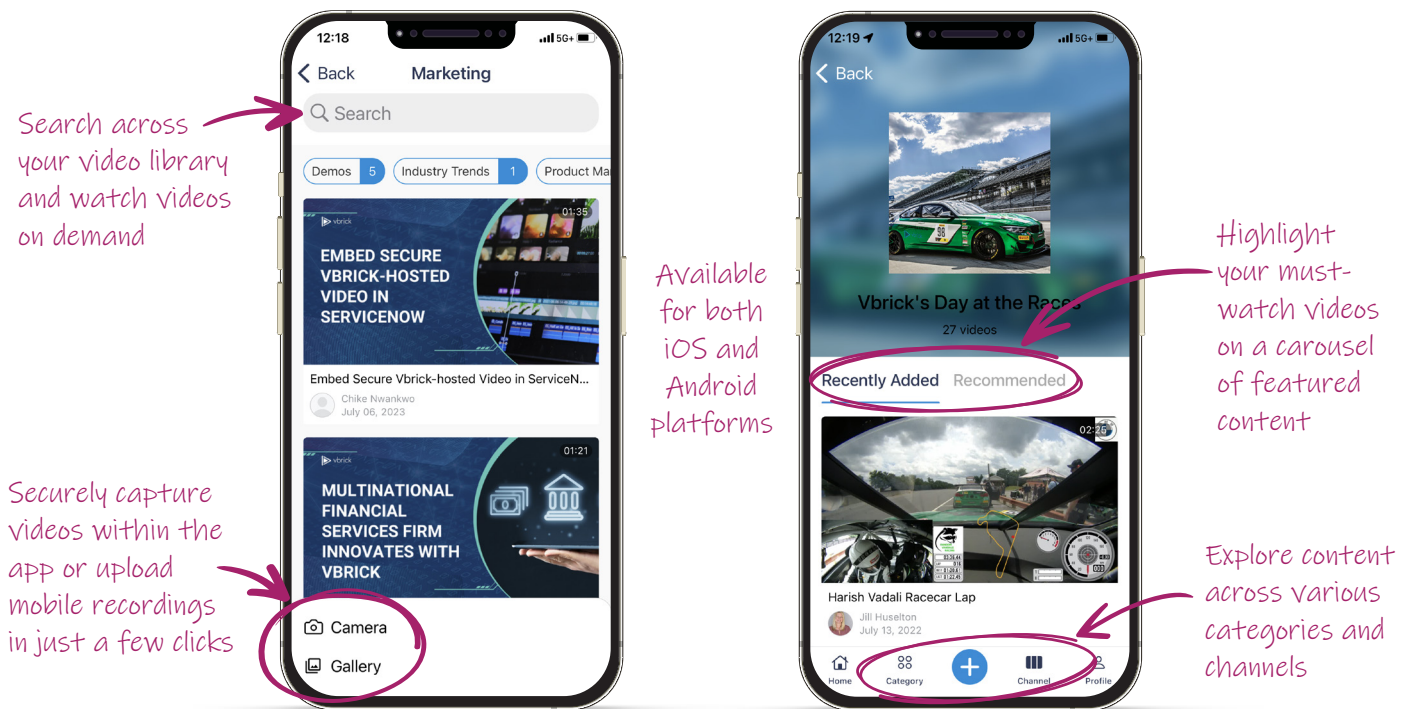 Search across
your video library
and watch videos
on demand
Securely capture
videos within the
app or upload
mobile recordings
in just a few clicks
12:18
5G+
Back
Marketing
Search
Demos 5
Industry Trends 1
Product Ma
01:35
vbrick
EMBED SECURE
VBRICK-HOSTED
VIDEO IN
SERVICENOW
Embed Secure Vbrick-hosted Video in ServiceN...
Chike Nwankwo
July 06, 2023
01:21
vbrick
MULTINATIONAL
FINANCIAL
SERVICES FIRM
INNOVATES WITH
VBRICK
Camera
Gallery
Available
for both
iOS and
Android
platforms
12:19
5G+
Back
Vbrick's Day at the Races
27 videos
Recently Added
Recommended
02:25
Harish Vadali Racecar Lap
Jill Huselton
July 13, 2022
Home
Category
Channel
Profile
Highlight
your must-
watch videos
on a carousel
of featured
content
Explore content
across various
categories and
channels